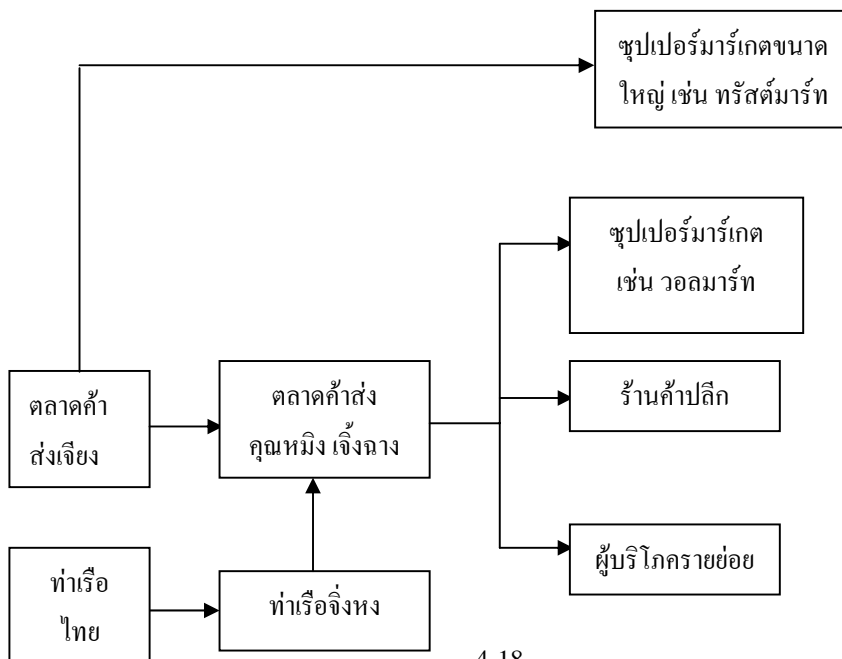 ซุปเปอร์มาร์เกตขนาด
ใหญ่ เช่น ทรัสต์มาร์ท
ซุปเปอร์มาร์เกต
เช่น วอลมาร์ท
ตลาดค้า
ส่งเจียง
ตลาดค้าส่ง
คุณหมิง เจิ้งฉาง
ร้านค้าปลีก
ท่าเรือ
ไทย
ท่าเรือจิ่งหง
ผู้บริโภครายย่อย
4-18